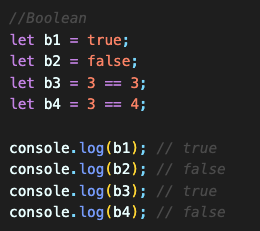 //Boolean
let b1 = true;
let b2 = false;
let b3 = 3 == 3;
let b4 = 3 == 4;
console.log(b1); // true
console.log(b2); // false
console.log(b3); // true
console.log(b4); // false